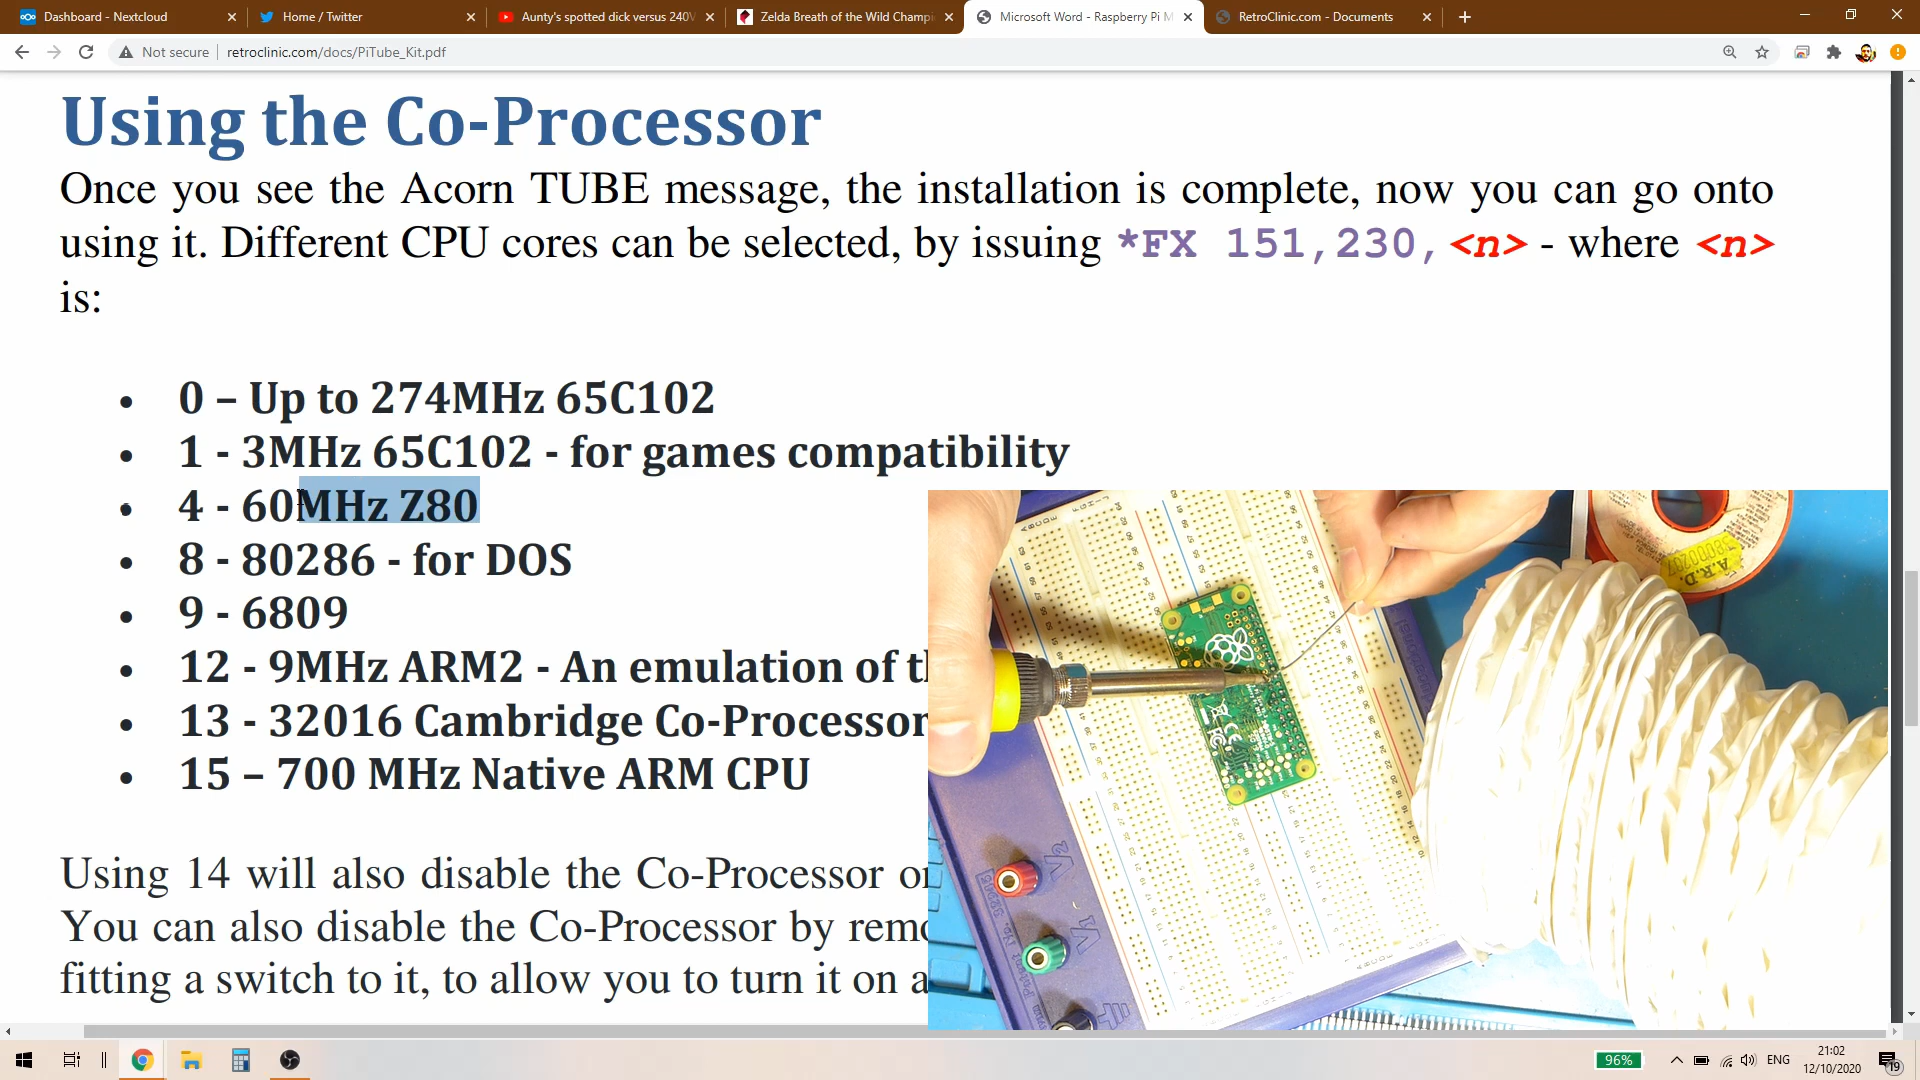 Dashboard - Nextcloud
Home / Twitter
Aunty's spotted dick versus 240V
Zelda Breath of the Wild Champi
Microsoft Word - Raspberry Pi M
RetroClinic.com - Documents
Not secure
retroclinic.com/docs/PiTube_Kit.pdf
Using the Co-Processor
Once you see the Acorn TUBE message, the installation is complete, now you can go onto
using it. Different CPU cores can be selected, by issuing *FX 151,230,<n> - where <n>
is:
• 0 – Up to 274MHz 65C102
• 1 - 3MHz 65C102 - for games compatibility
• 4 - 60MHz Z80
• 8 - 80286 - for DOS
• 9 - 6809
• 12 - 9MHz ARM2 - An emulation of t
• 13 - 32016 Cambridge Co-Processor
• 15 – 700 MHz Native ARM CPU
Using 14 will also disable the Co-Processor or
You can also disable the Co-Processor by remo
fitting a switch to it, to allow you to turn it on a
A.R.D.
V2
V1
96%
ENG
21:02
12/10/2020
19